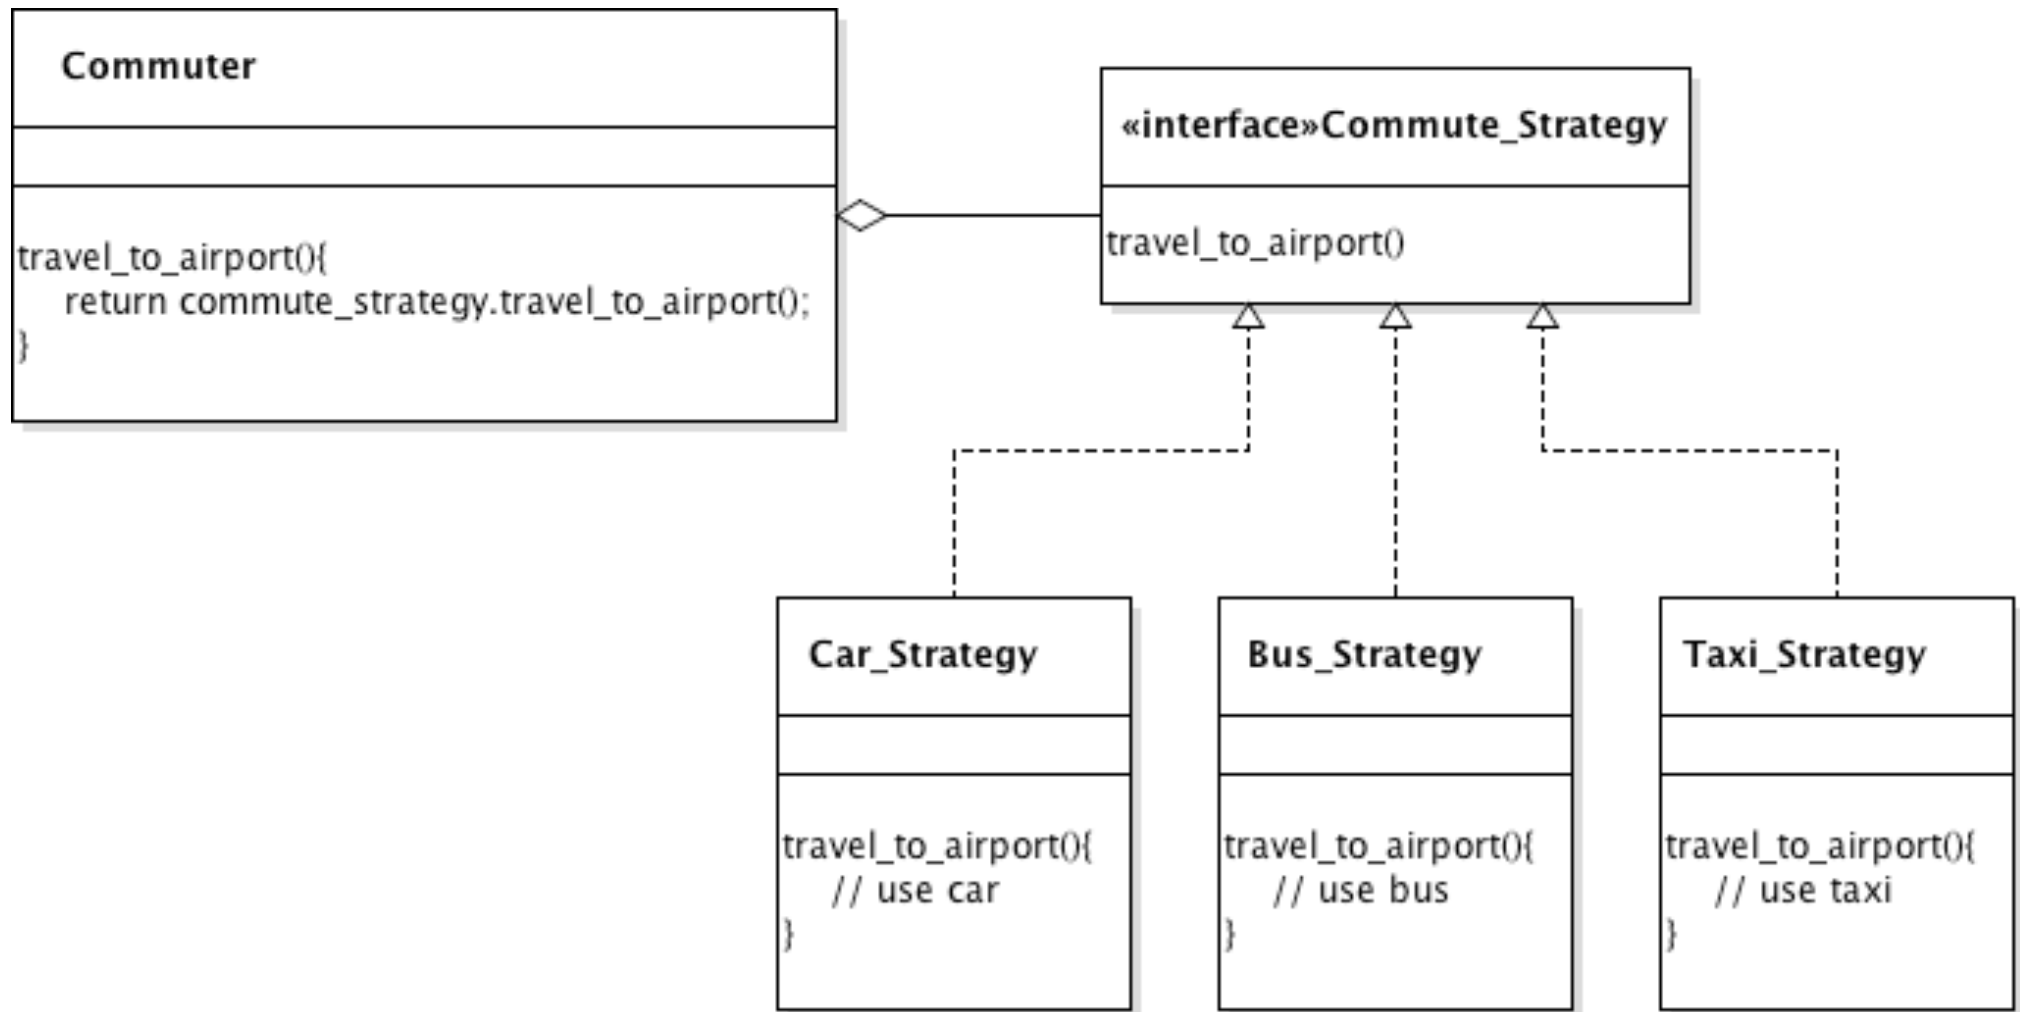 Commuter
travel_to_airport(){
return commute_strategy.travel_to_airport();
}
«interface»Commute_Strategy
travel_to_airport()
Car_Strategy
travel_to_airport(){
// use car
}
Bus_Strategy
travel_to_airport(){
// use bus
}
Taxi_Strategy
travel_to_airport(){
// use taxi
}